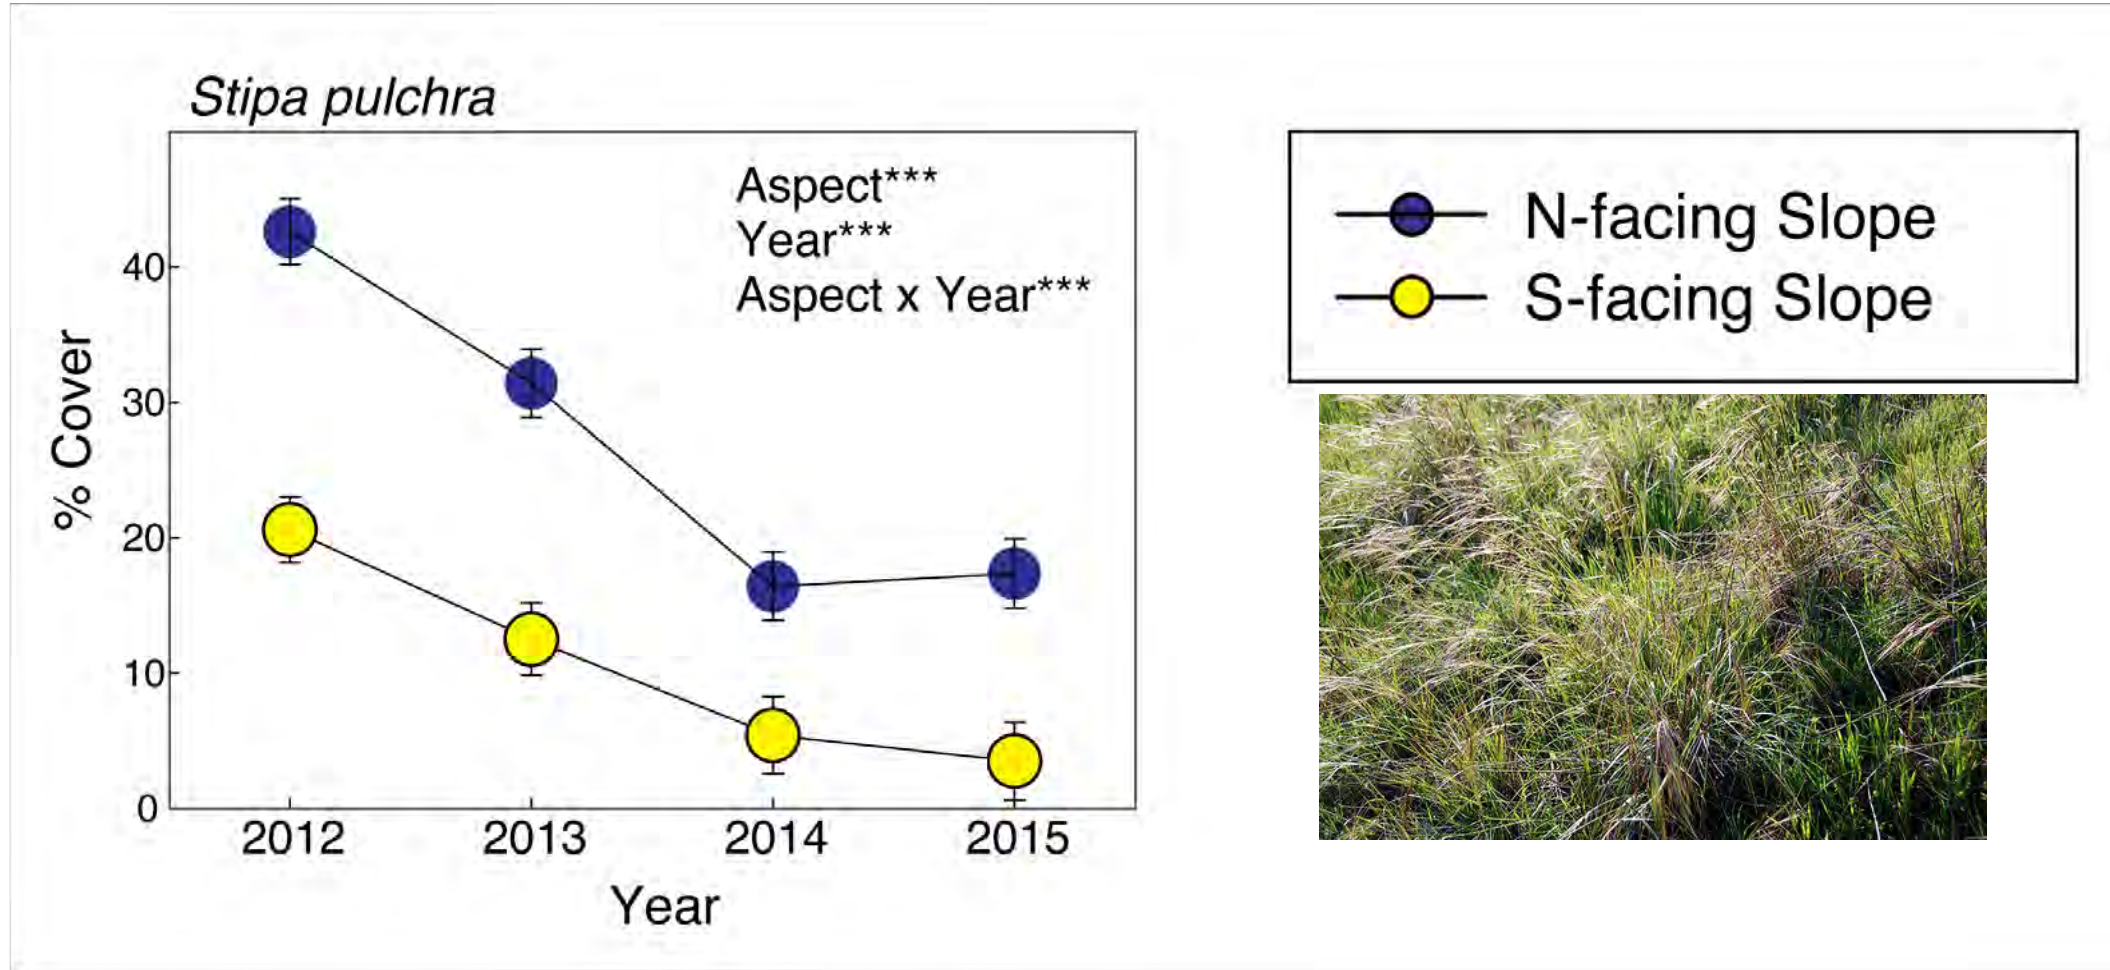 Stipa pulchra
Aspect***
Year***
Aspect x Year***
% Cover
40
30
20
10
0
2012 2013 2014 2015
Year
N-facing Slope
S-facing Slope